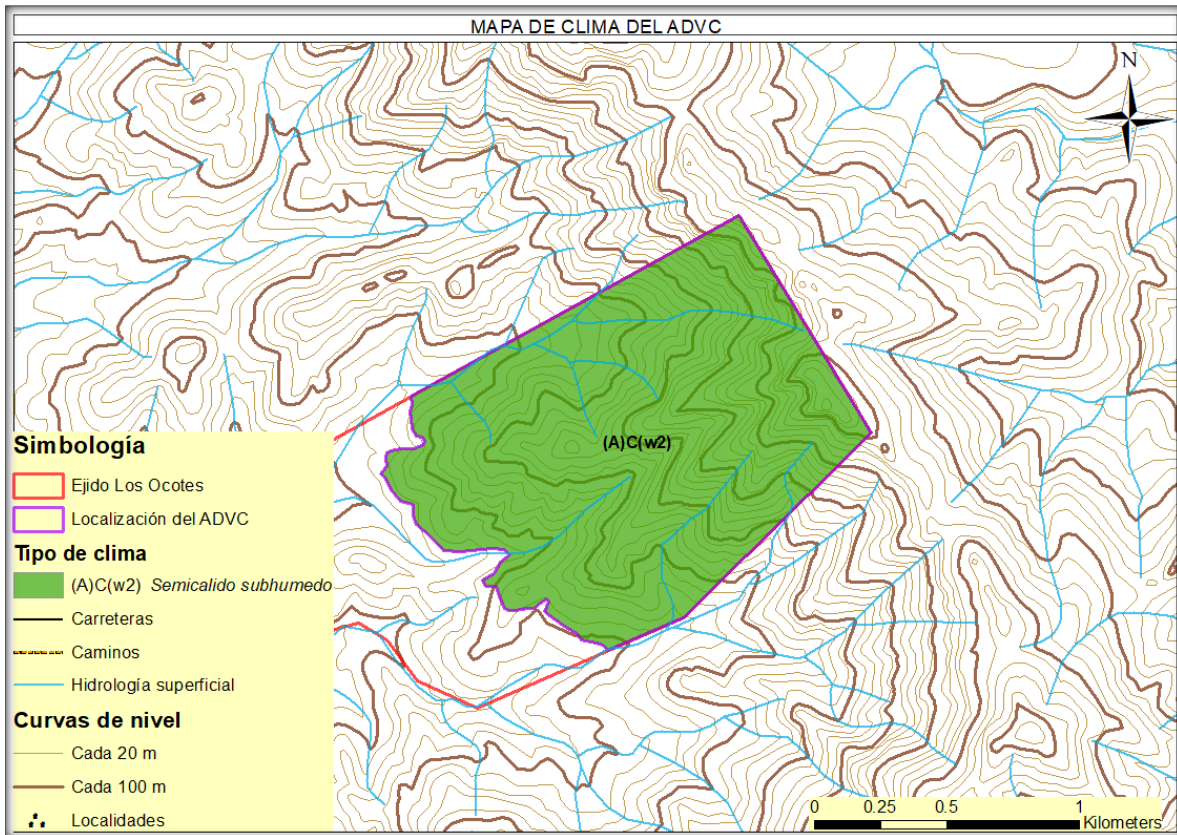 MAPA DE CLIMA DEL ADVC
N
(A)C(w2)
Simbología
Ejido Los Ocotes
Localización del ADVC
Tipo de clima
(A)C(w2) Semicalido subhumedo
Carreteras
Caminos
Hidrología superficial
Curvas de nivel
Cada 20 m
Cada 100 m
Localidades
0 0.25 0.5 1
Kilometers